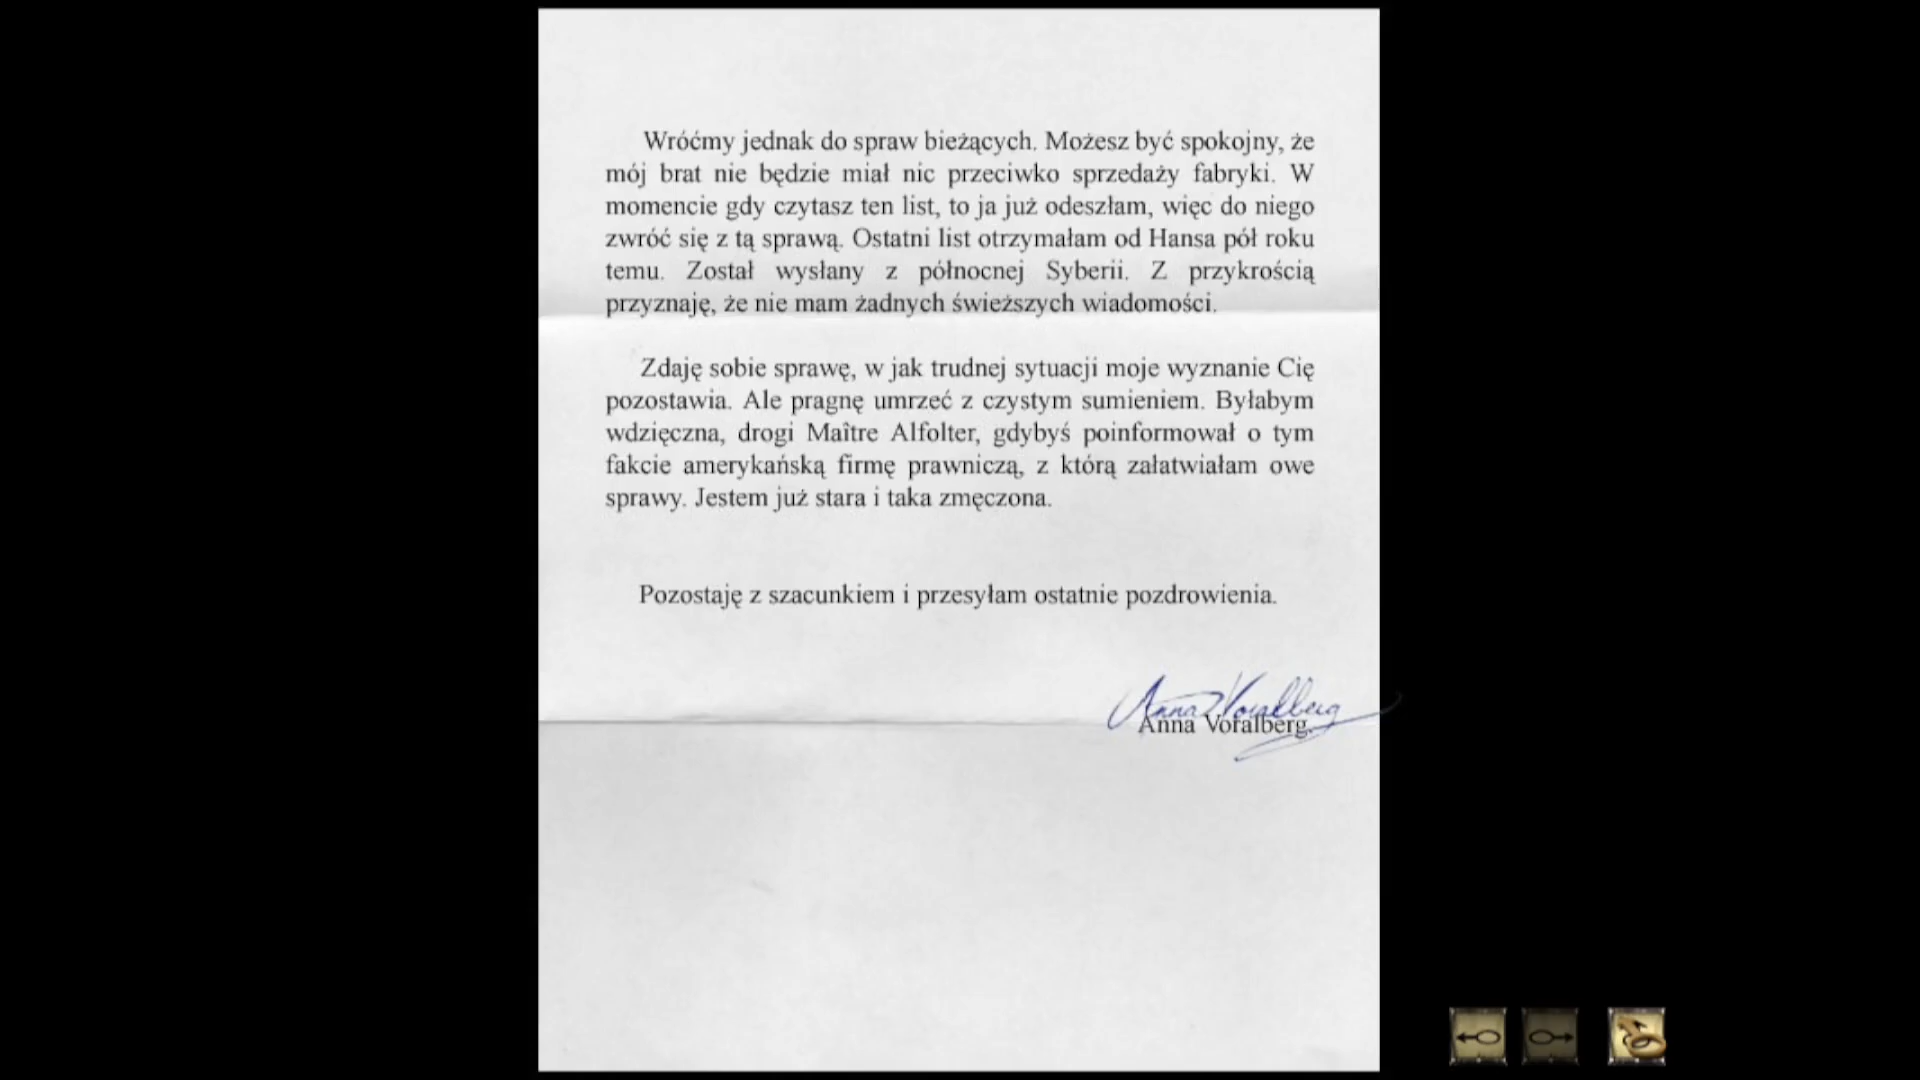 Wróćmy jednak do spraw bieżących. Możesz być spokojny, że
mój brat nie będzie miał nic przeciwko sprzedaży fabryki. W
momencie gdy czytasz ten list, to ja już odeszłam, więc do niego
zwróć się z tą sprawą. Ostatni list otrzymałam od Hansa pół roku
temu. Został wysłany z północnej Syberii. Z przykrością
przyznaję, że nie mam żadnych świeższych wiadomości.
Zdaję sobie sprawę, w jak trudnej sytuacji moje wyznanie Cię
pozostawia. Ale pragnę umrzeć z czystym sumieniem. Byłabym
wdzięczna, drogi Maître Alfolter, gdybyś poinformował o tym
fakcie amerykańską firmę prawniczą, z którą załatwiałam owe
sprawy. Jestem już stara i taka zmęczona.
Pozostaję z szacunkiem i przesyłam ostatnie pozdrowienia.
Anna Voralberg
Anna Voralberg.